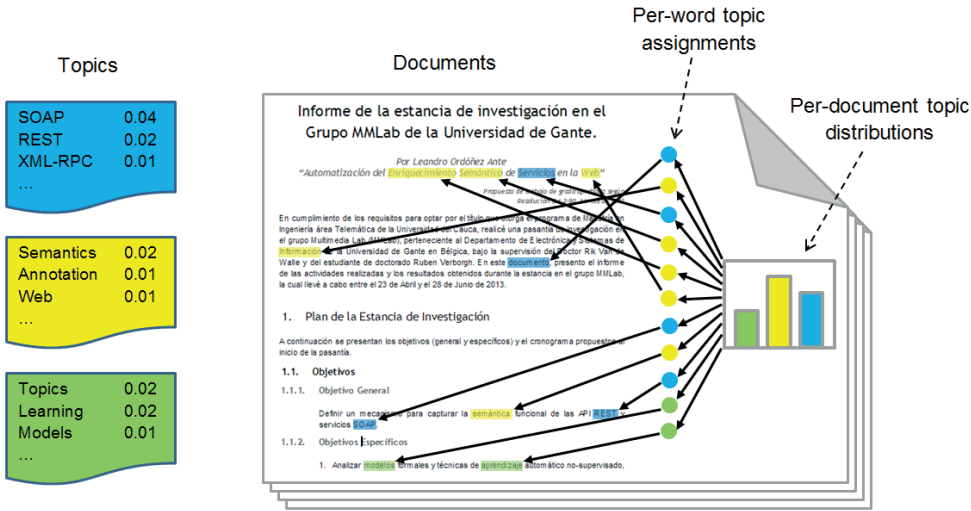 Topics
SOAP 0.04
REST 0.02
XML-RPC 0.01
...
Semantics 0.02
Annotation 0.01
Web 0.01
...
Topics 0.02
Learning 0.02
Models 0.01
...
Documents
Informe de la estancia de investigación en el
Grupo MMLab de la Universidad de Gante.
Por Leandro Ordóñez Ante
"Automatización del Enriquecimiento Semántico de Servicios en la Web"
Propuesta de trabajo de grado según
Resolución
En cumplimiento de los requisitos para optar por el título que otorga el programa de Maestría en
Ingeniería área Telemática de la Universidad del Cauca, realicé una pasantía de investigación en
el grupo Multimedia Lab (MMLab), perteneciente al Departamento de Electrónica y Sistemas de
Información de la Universidad de Gante en Bélgica, bajo la supervisión del Doctor Rik Van de
Walle y del estudiante de doctorado Ruben Verborgh. En este documento, presento el informe
de las actividades realizadas y los resultados obtenidos durante la estancia en el grupo MMLab,
la cual llevé a cabo entre el 23 de Abril y el 28 de Junio de 2013.
1. Plan de la Estancia de Investigación
A continuación se presentan los objetivos (general y específicos) y el cronograma propuestos al
inicio de la pasantía.
1.1. Objetivos
1.1.1. Objetivo General
Definir un mecanismo para capturar la semántica funcional de las API REST y
servicios SOAP.
1.1.2. Objetivos Específicos
1. Analizar modelos formales y técnicas de aprendizaje automático no-supervisado,
Per-word topic
assignments
Per-document topic
distributions